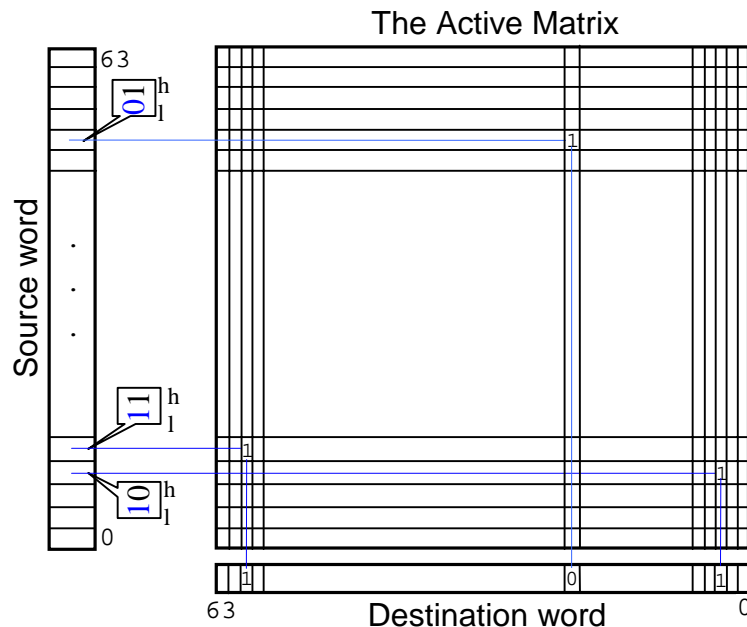 The Active Matrix
63
h
01
l
1
Source word
.
.
.
h
11
l
1
1
h
10
l
0
1
0
1
63
0
Destination word